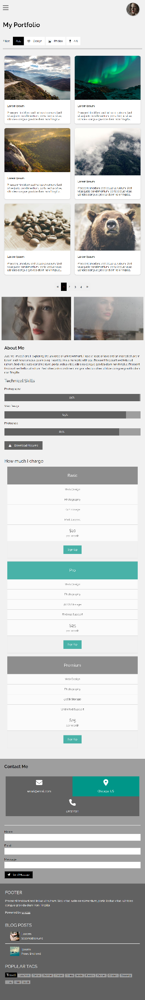 My Portfolio
Filter: ALL Design Photos Art
Lorem Ipsum
Praesent tincidunt sed tellus ut rutrum. Sed
vitae justo condimentum, porta lectus vitae,
ultricies congue gravida diam non fringilla.
Lorem Ipsum
Praesent tincidunt sed tellus ut rutrum. Sed
vitae justo condimentum, porta lectus vitae,
ultricies congue gravida diam non fringilla.
Lorem Ipsum
Praesent tincidunt sed tellus ut rutrum. Sed
vitae justo condimentum, porta lectus vitae,
ultricies congue gravida diam non fringilla.
Lorem Ipsum
Praesent tincidunt sed tellus ut rutrum. Sed
vitae justo condimentum, porta lectus vitae,
ultricies congue gravida diam non fringilla.
Lorem Ipsum
Praesent tincidunt sed tellus ut rutrum. Sed
vitae justo condimentum, porta lectus vitae,
ultricies congue gravida diam non fringilla.
Lorem Ipsum
Praesent tincidunt sed tellus ut rutrum. Sed
vitae justo condimentum, porta lectus vitae,
ultricies congue gravida diam non fringilla.
« 1 2 3 4 »
About Me
Just me, myself and I, exploring the universe of unknownment. I have a heart of love and an interest of lorem
ipsum and mauris neque quam blog. I want to share my world with you. Praesent tincidunt sed tellus ut
rutrum. Sed vitae justo condimentum, porta lectus vitae, ultricies congue gravida diam non fringilla. Praesent
tincidunt sed tellus ut rutrum. Sed vitae justo condimentum, porta lectus vitae, ultricies congue gravida diam
non fringilla.
Technical Skills
Photography
95%
Web Design
85%
Photoshop
80%
Download Resume
How much I charge
Basic
Web Design
Photography
1GB Storage
Mail Support
$10
per month
Sign Up
Pro
Web Design
Photography
50GB Storage
Endless Support
$25
per month
Sign Up
Premium
Web Design
Photography
50GB Storage
Unlimited Support
$25
per month
Sign Up
Contact Me
email@email.com
Chicago, US
512312311
Name
Email
Message
Send Message
FOOTER
Praesent tincidunt sed tellus ut rutrum. Sed vitae justo condimentum, porta lectus vitae, ultricies
congue gravida diam non fringilla.
Powered by w3.css
BLOG POSTS
Lorem
Sed mattis nunc
Ipsum
Praes tinci sed
POPULAR TAGS
Travel New York Dinner Salmon France Drinks Ideas Flavors Cuisine Chicken Dressing
Fried Fish Duck